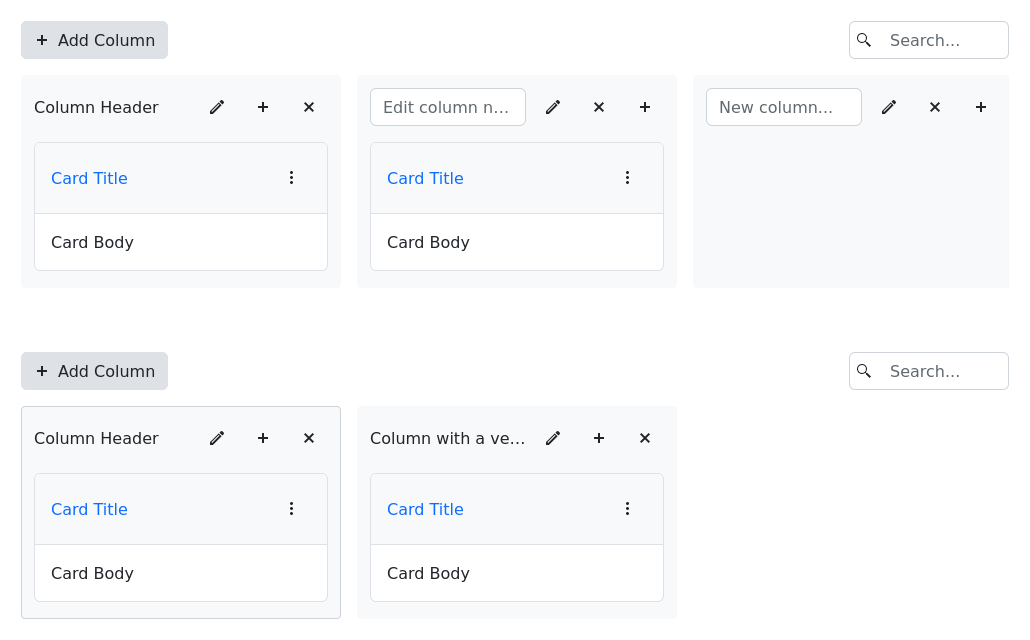 Add Column
Search...
Column Header
Edit column n...
New column...
Card Title
Card Title
Card Body
Card Body
Add Column
Search...
Column Header
Column with a ve...
Card Title
Card Title
Card Body
Card Body